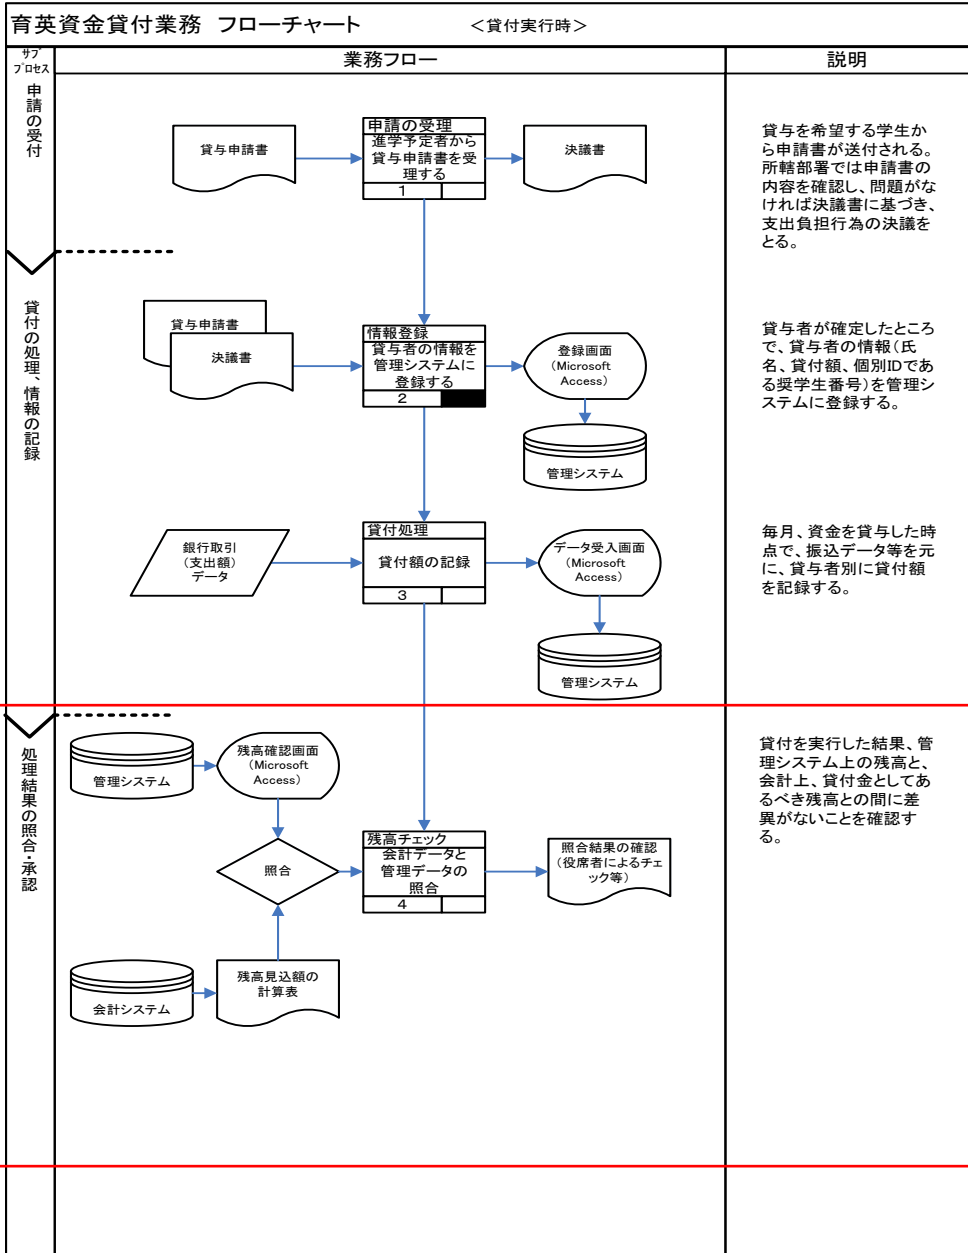 育英資金貸付業務 フローチャート ＜貸付実行時＞
サブ
プロセス
業務フロー
説明
申請の受付
貸与申請書
申請の受理
進学予定者から
貸与申請書を受
理する
1
決議書
貸与を希望する学生か
ら申請書が送付される。
所轄部署では申請書の
内容を確認し、問題がな
ければ決議書に基づき、
支出負担行為の決議を
とる。
貸付の処理、情報の記録
貸与申請書
決議書
情報登録
貸与者の情報を
管理システムに
登録する
2
登録画面
（Microsoft
Access）
管理システム
貸与者が確定したところ
で、貸与者の情報（氏
名、貸付額、個別IDであ
る奨学生番号）を管理シ
ステムに登録する。
銀行取引
（支出額）
データ
貸付処理
貸付額の記録
3
データ受入画面
（Microsoft
Access）
管理システム
毎月、資金を貸与した時
点で、振込データ等を元
に、貸与者別に貸付額
を記録する。
処理結果の照合・承認
管理システム
残高確認画面
（Microsoft
Access）
照合
残高チェック
会計データと
管理データの
照合
4
照合結果の確認
（役席者によるチェ
ック等）
会計システム
残高見込額の
計算表
貸付を実行した結果、管
理システム上の残高と、
会計上、貸付金としてあ
るべき残高との間に差
異がないことを確認す
る。